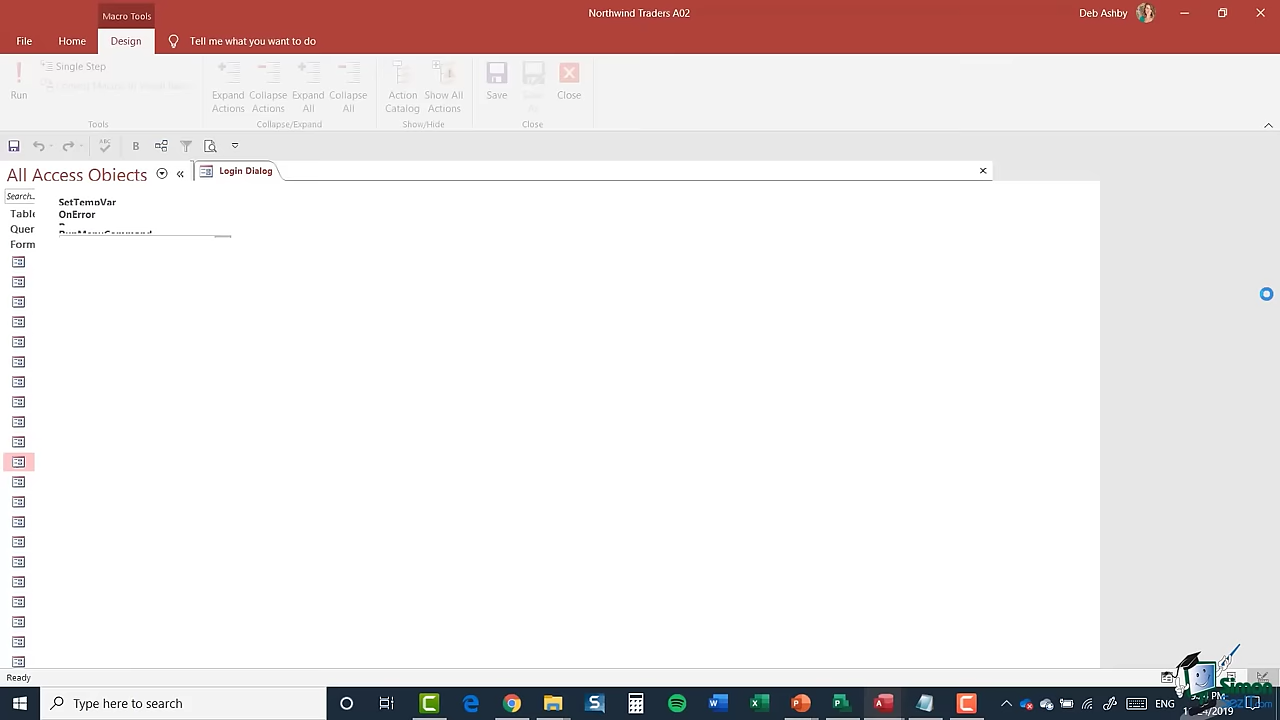 Macro Tools
Northwind Traders A02
Deb Ashby
File
Home
Design
Tell me what you want to do
Run
Single Step
Expand Actions
Collapse Actions
Expand All
Collapse All
Action Catalog
Show All Actions
Save
Close
Tools
Collapse/Expand
Show/Hide
Close
ABC
B
All Access Objects
Login Dialog
Search..
SetTempVar
OnError
RunMenuCommand
Table
Quer
Form
Ready
Type here to search
ENG